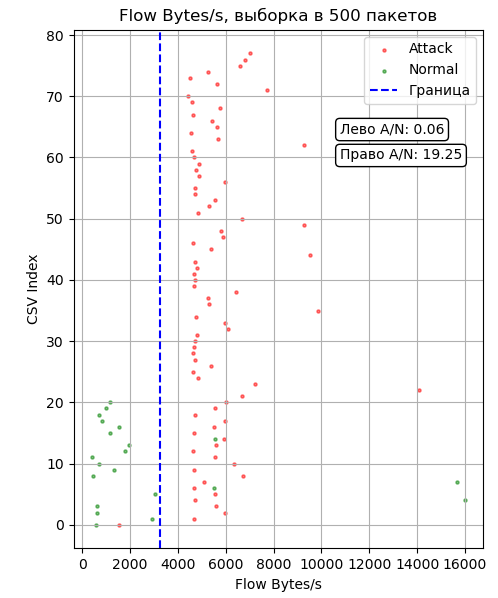 Flow Bytes/s, выборка в 500 пакетов
80
70
60
50
40
30
20
10
0
CSV Index
Attack
Normal
Граница
Лево A/N: 0.06
Право A/N: 19.25
0 2000 4000 6000 8000 10000 12000 14000 16000
Flow Bytes/s